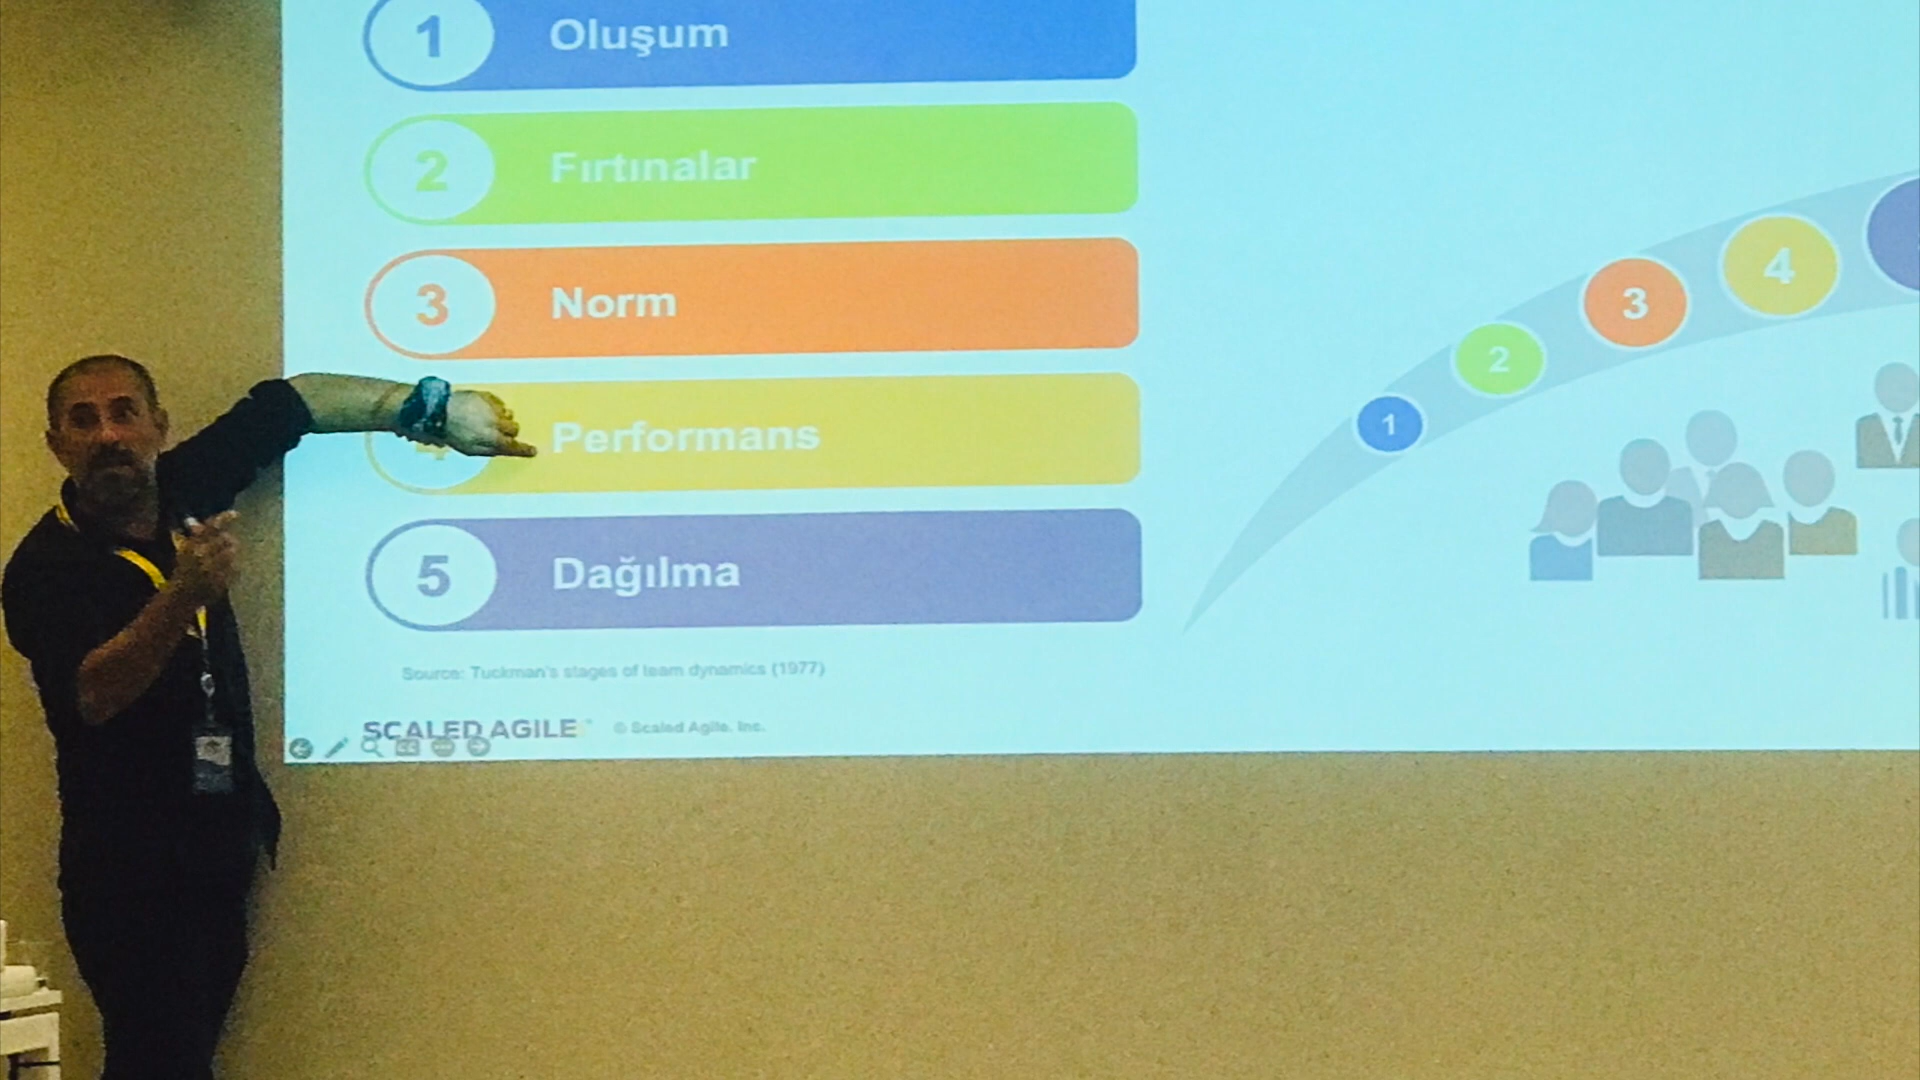 1 Oluşum
2 Fırtınalar
3 Norm
Performans
5 Dağılma
Source: Tuckman's stages of team dynamics (1977)
SCALED AGILE © Scaled Agile, Inc.
1
2
3
4